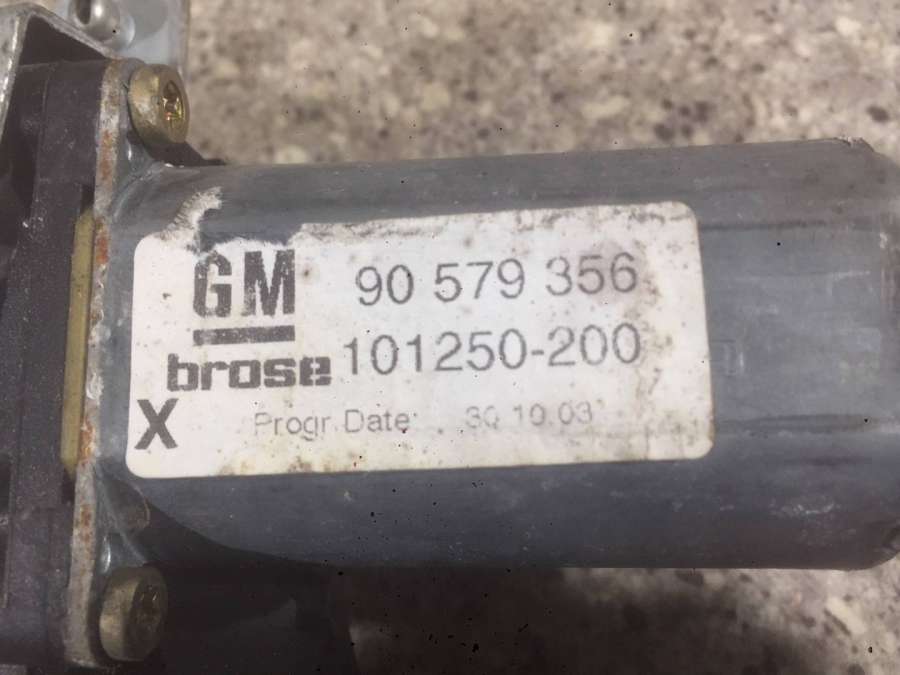 GM 90 579 356
brose 101250-200
X Progr.Date: 30.10.03